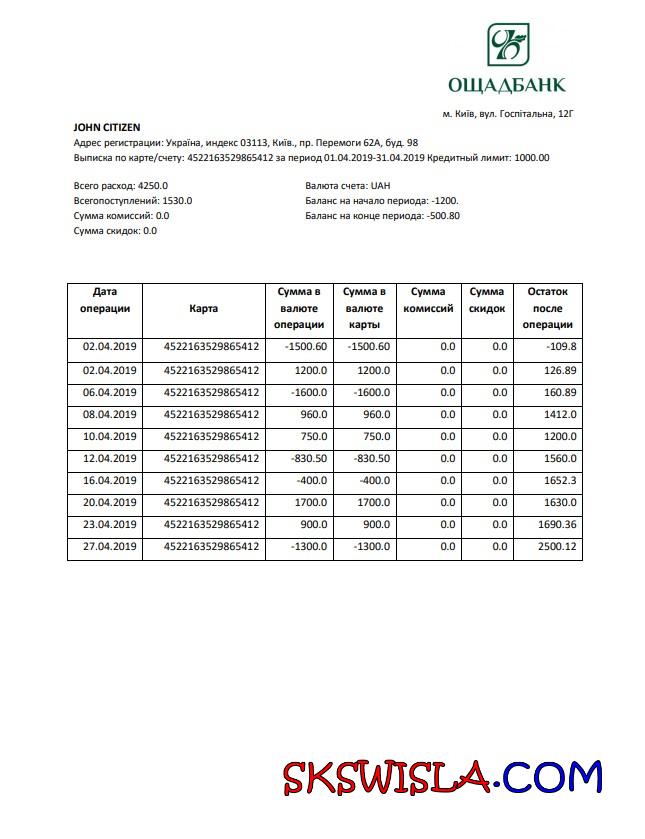 ОЩАДБАНК
м. Київ, вул. Госпітальна, 12Г
JOHN CITIZEN
Адрес регистрации: Україна, индекс 03113, Київ., пр. Перемоги 62А, буд. 98
Выписка по карте/счету: 4522163529865412 за период 01.04.2019-31.04.2019 Кредитный лимит: 1000.00
Всего расход: 4250.0 Валюта счета: UAH
Всегопоступлений: 1530.0 Баланс на начало периода: -1200.
Сумма комиссий: 0.0 Баланс на конце периода: -500.80
Сумма скидок: 0.0
Дата операции Карта Сумма в валюте операции Сумма в валюте карты Сумма комиссий Сумма скидок Остаток после операции
02.04.2019 4522163529865412 -1500.60 -1500.60 0.0 0.0 -109.8
02.04.2019 4522163529865412 1200.0 1200.0 0.0 0.0 126.89
06.04.2019 4522163529865412 -1600.0 -1600.0 0.0 0.0 160.89
08.04.2019 4522163529865412 960.0 960.0 0.0 0.0 1412.0
10.04.2019 4522163529865412 750.0 750.0 0.0 0.0 1200.0
12.04.2019 4522163529865412 -830.50 -830.50 0.0 0.0 1560.0
16.04.2019 4522163529865412 -400.0 -400.0 0.0 0.0 1652.3
20.04.2019 4522163529865412 1700.0 1700.0 0.0 0.0 1630.0
23.04.2019 4522163529865412 900.0 900.0 0.0 0.0 1690.36
27.04.2019 4522163529865412 -1300.0 -1300.0 0.0 0.0 2500.12
SKSWISLA.COM